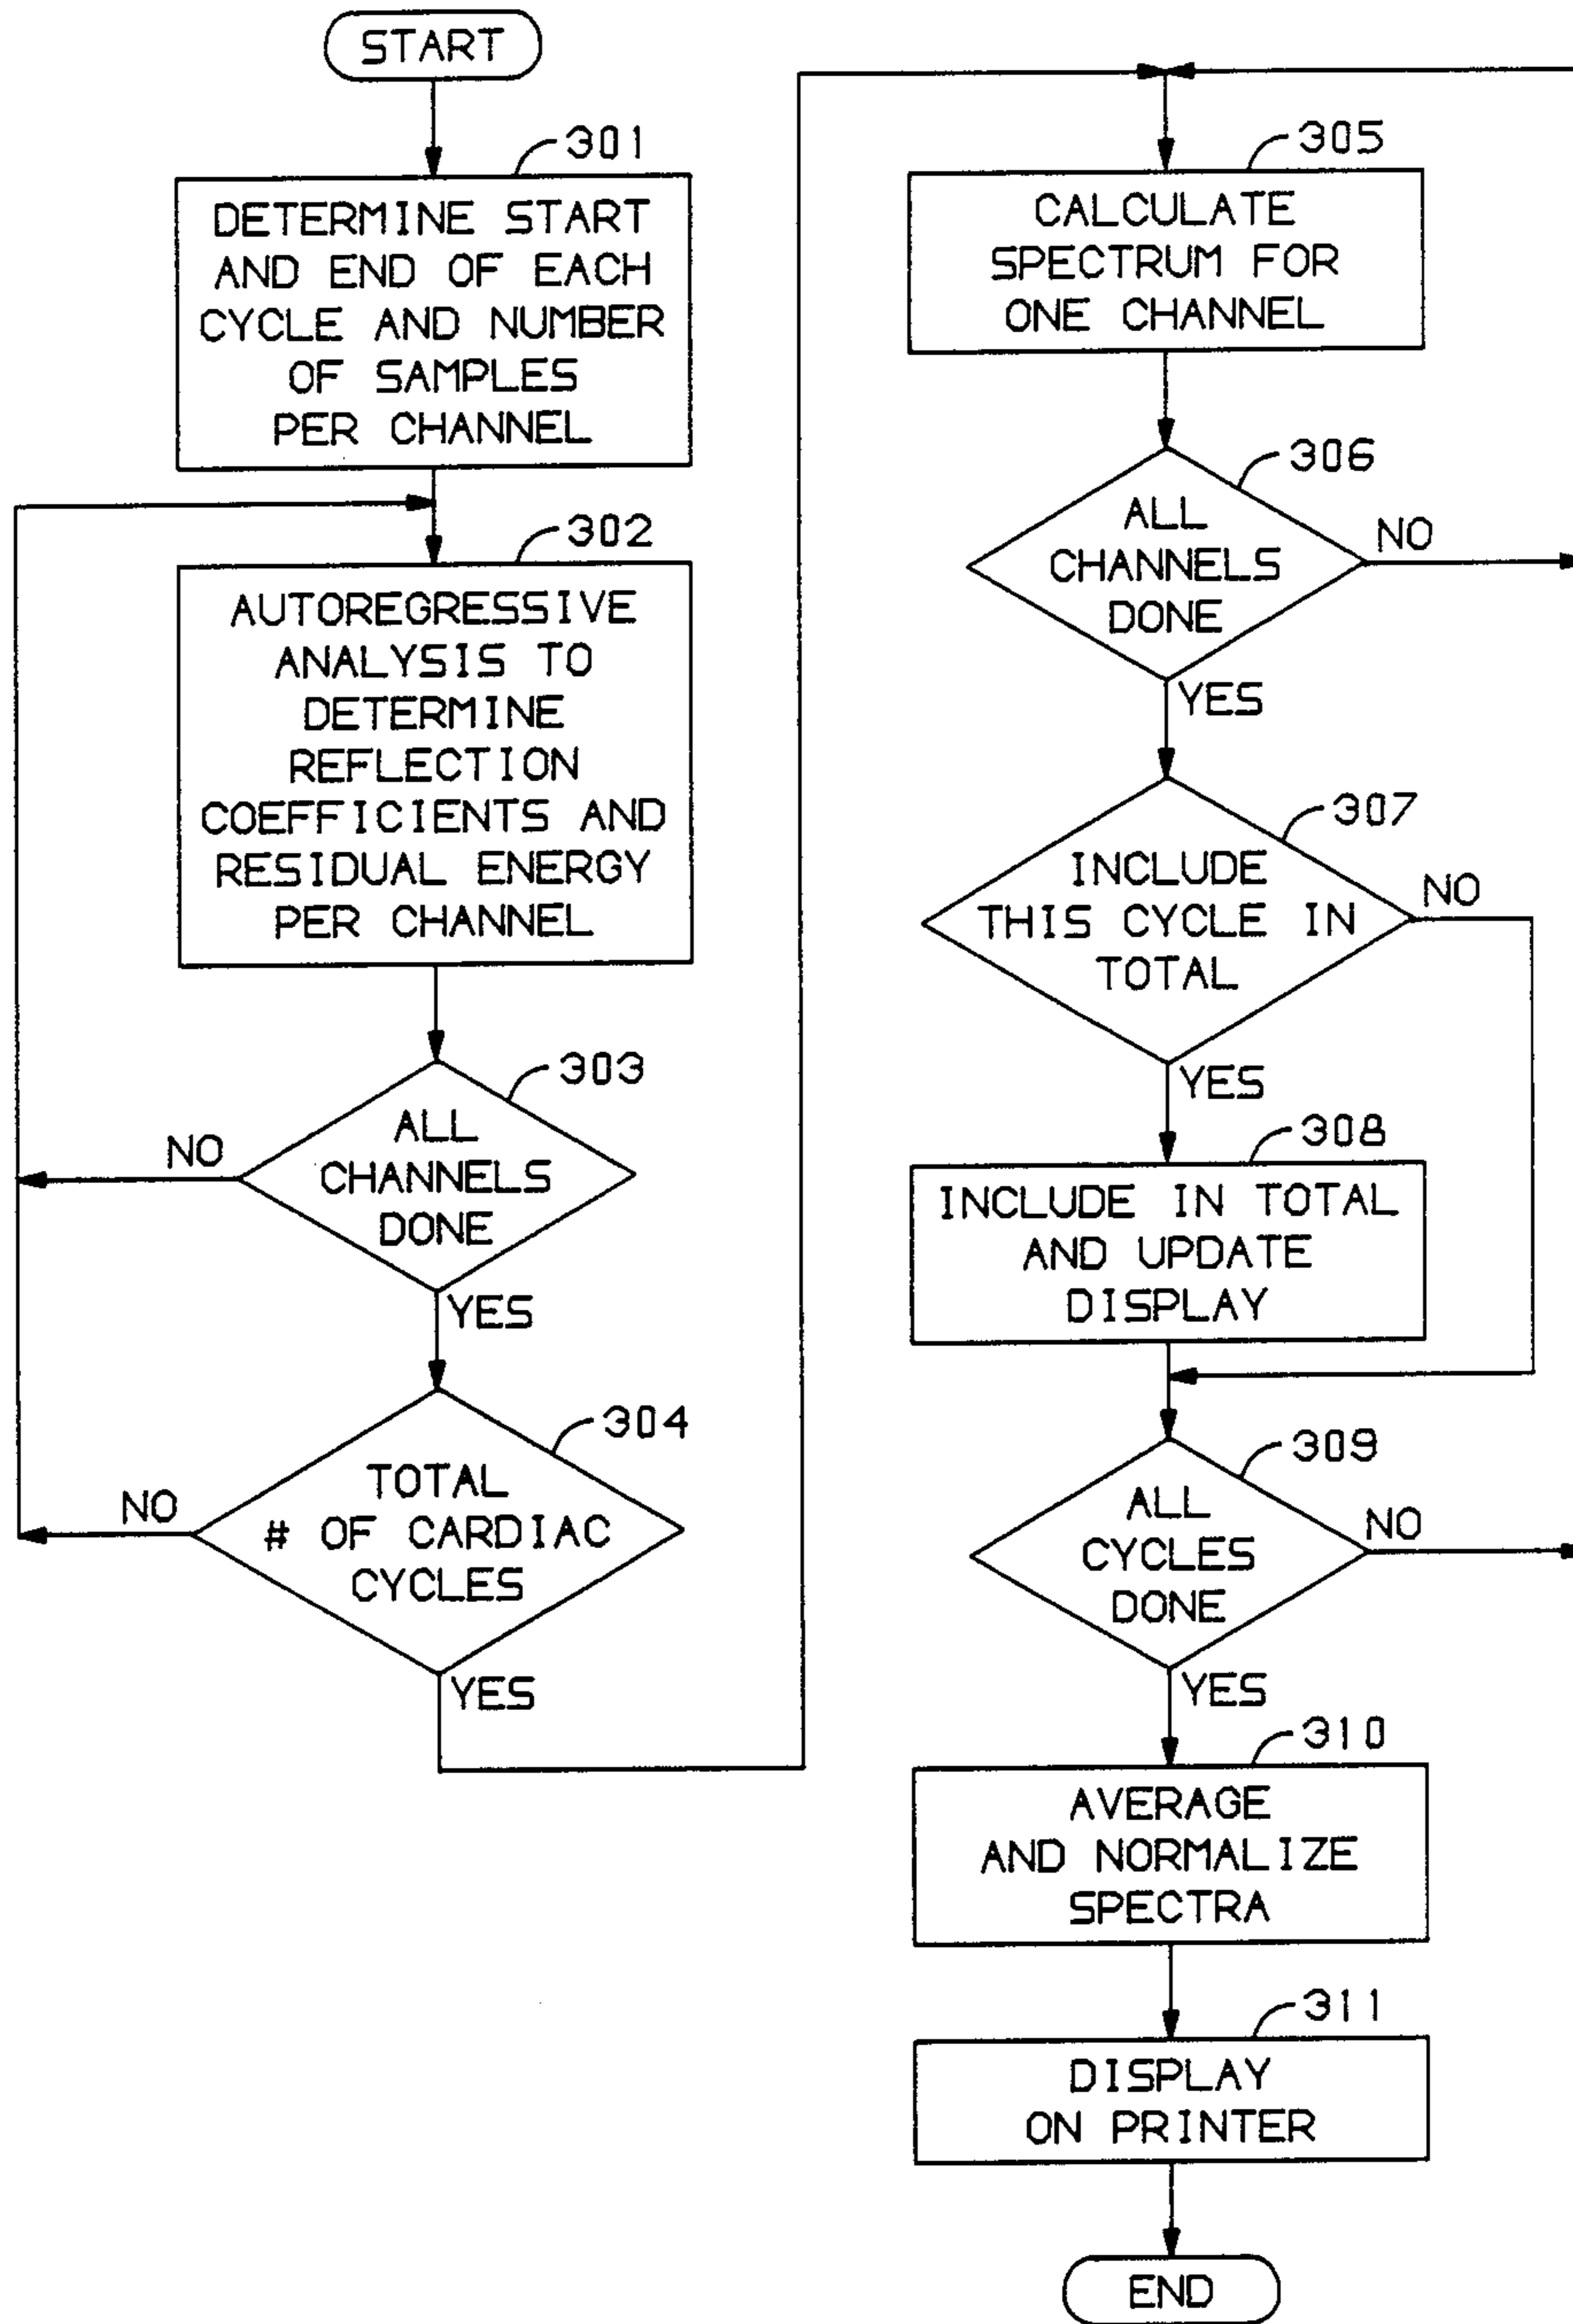 START
301
DETERMINE START
AND END OF EACH
CYCLE AND NUMBER
OF SAMPLES
PER CHANNEL
302
AUTOREGRESSIVE
ANALYSIS TO
DETERMINE
REFLECTION
COEFFICIENTS AND
RESIDUAL ENERGY
PER CHANNEL
303
ALL
CHANNELS
DONE
NO
YES
304
TOTAL
# OF CARDIAC
CYCLES
NO
YES
305
CALCULATE
SPECTRUM FOR
ONE CHANNEL
306
ALL
CHANNELS
DONE
NO
YES
307
INCLUDE
THIS CYCLE IN
TOTAL
NO
YES
308
INCLUDE IN TOTAL
AND UPDATE
DISPLAY
309
ALL
CYCLES
DONE
NO
YES
310
AVERAGE
AND NORMALIZE
SPECTRA
311
DISPLAY
ON PRINTER
END